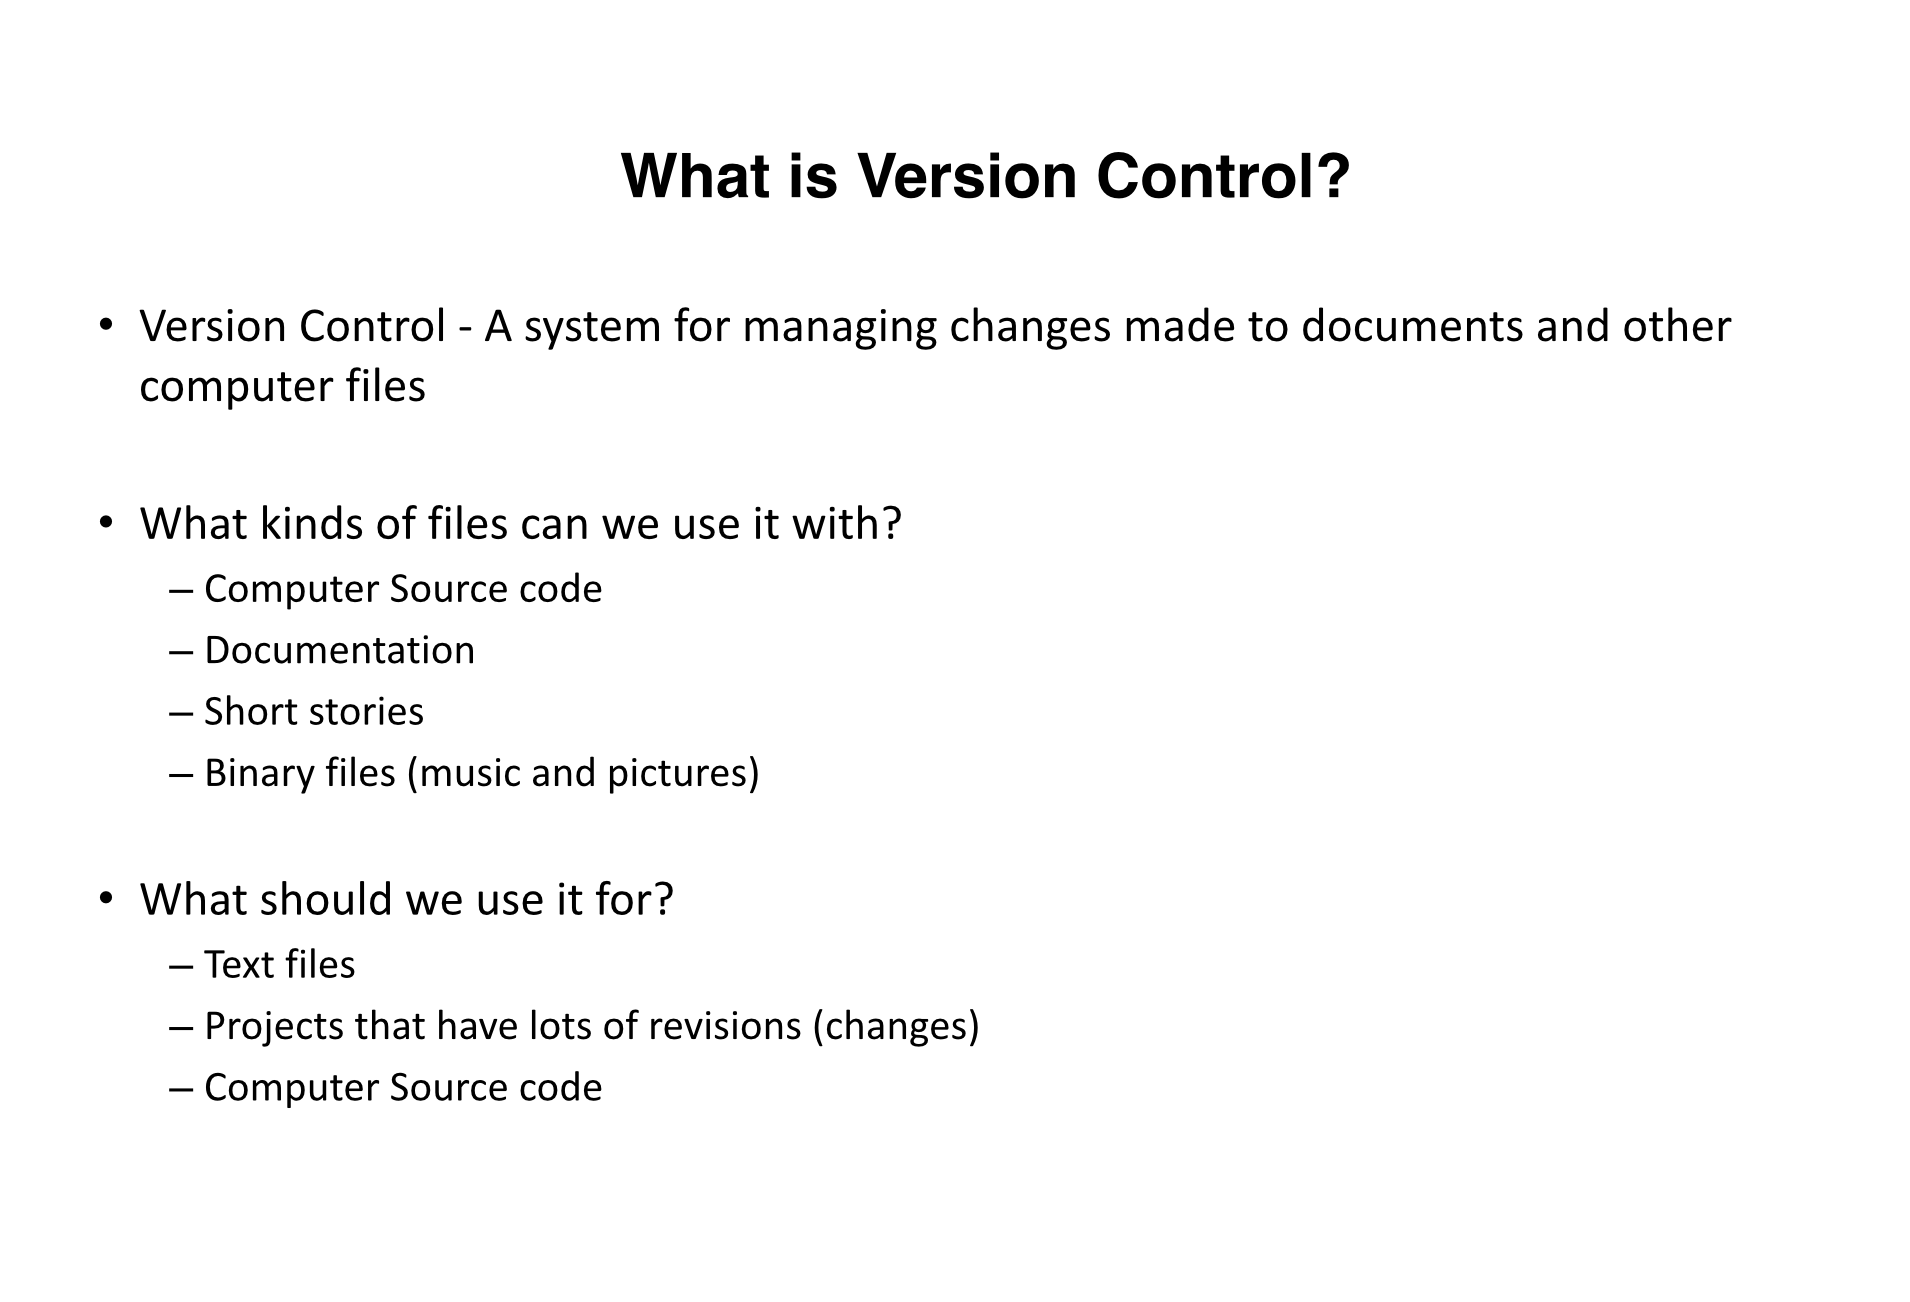 What is Version Control?
• Version Control - A system for managing changes made to documents and other
computer files
• What kinds of files can we use it with?
– Computer Source code
– Documentation
– Short stories
– Binary files (music and pictures)
• What should we use it for?
– Text files
– Projects that have lots of revisions (changes)
– Computer Source code